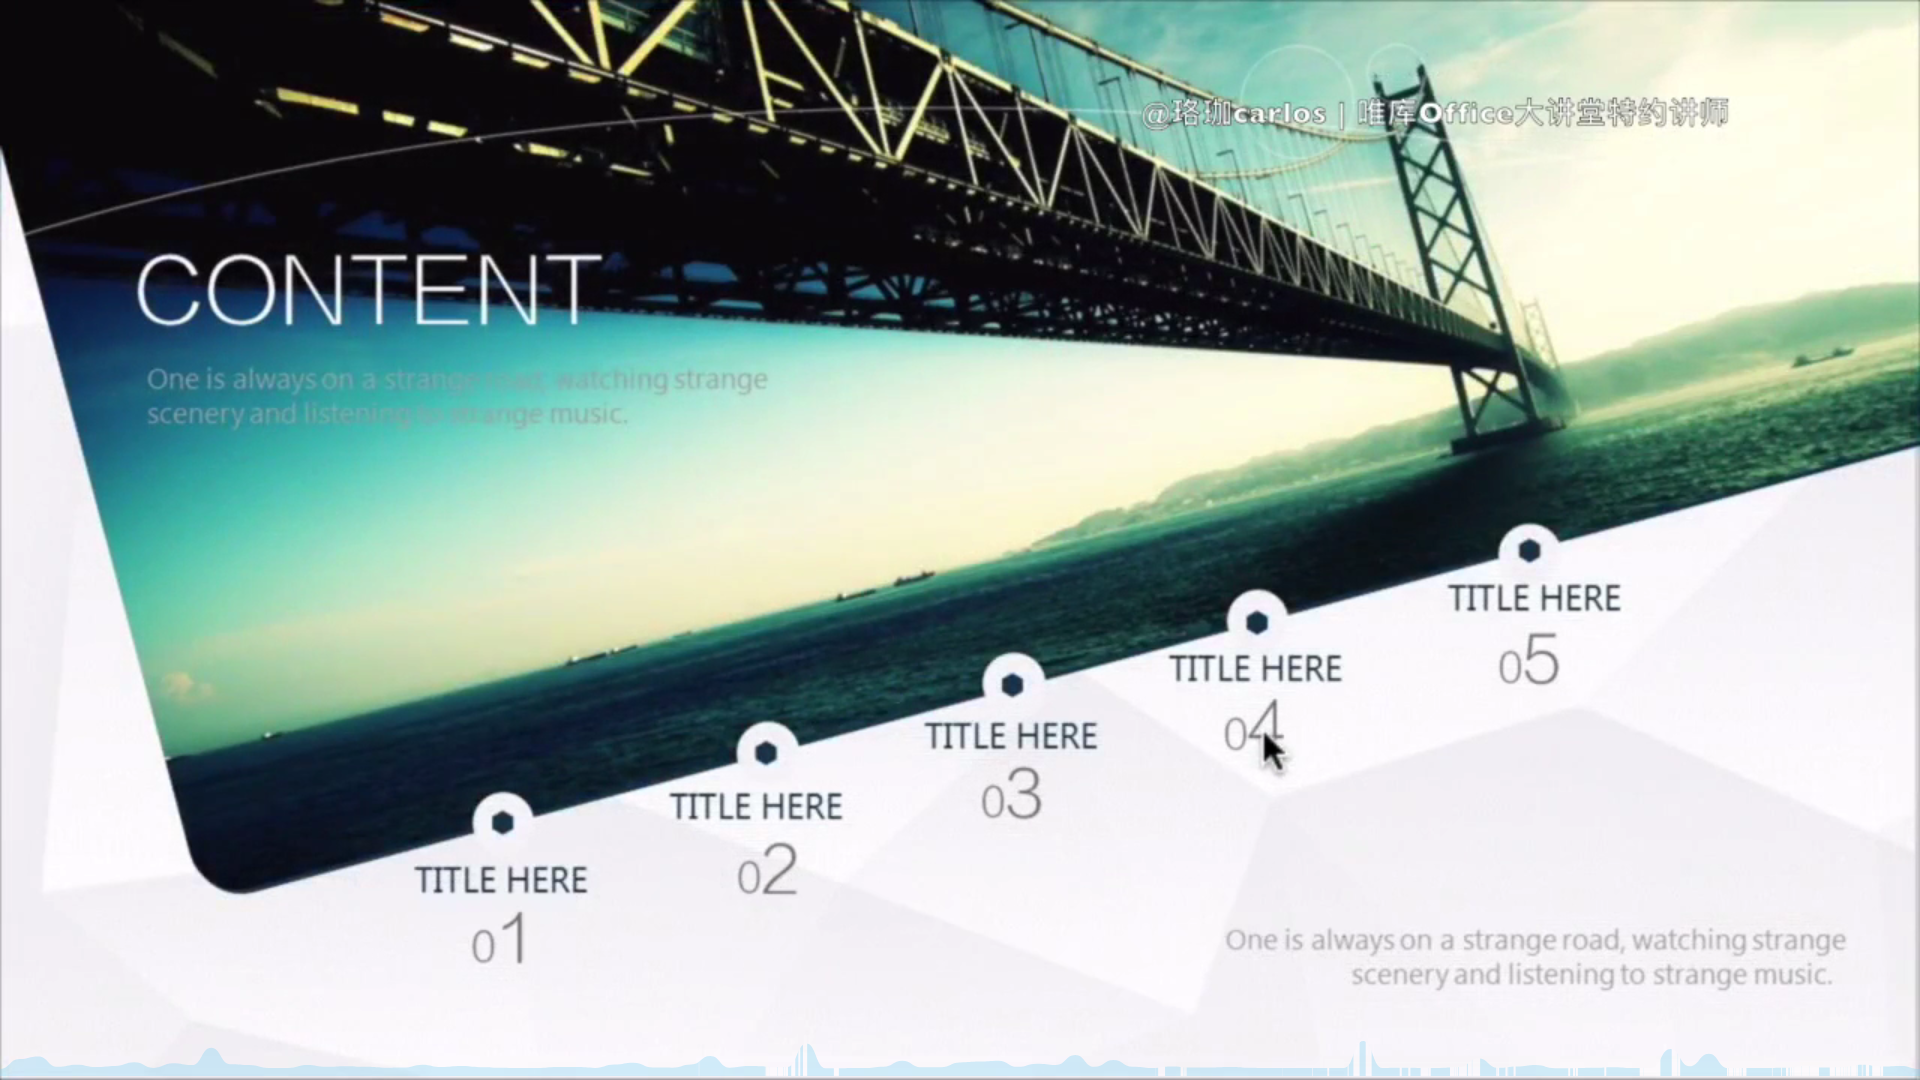 @珞珈carlos | 唯库Office大讲堂特约讲师
CONTENT
One is always on a strange road, watching strange
scenery and listening to strange music.
TITLE HERE
05
TITLE HERE
04
TITLE HERE
03
TITLE HERE
02
TITLE HERE
01
One is always on a strange road, watching strange
scenery and listening to strange music.